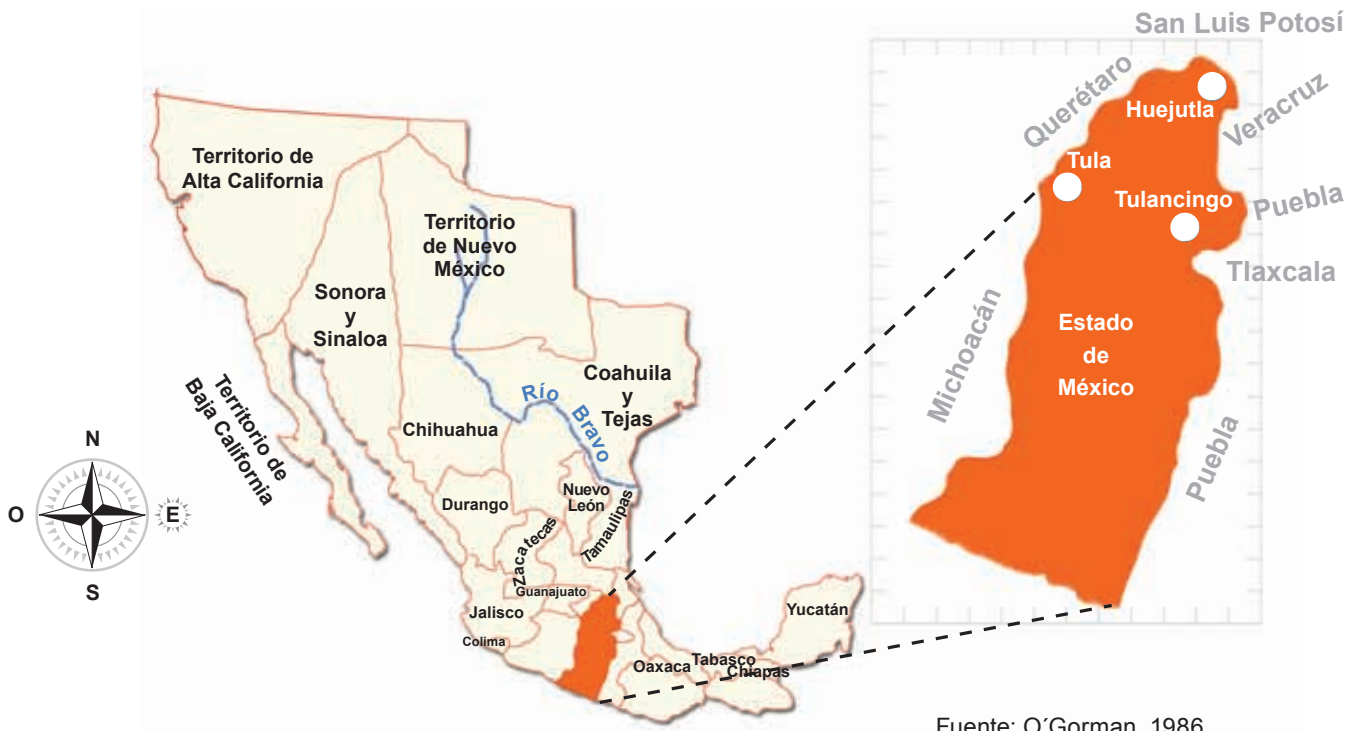 Territorio de
Alta California
Territorio
de Nuevo
México
Sonora
y
Sinaloa
Coahuila
y
Tejas
Río Bravo
Chihuahua
Territorio de
Baja California
Durango
Nuevo
León
Zacatecas
Tamaulipas
Guanajuato
Jalisco
Colima
Yucatán
Oaxaca
Tabasco
Chiapas
N
O
E
S
San Luis Potosí
Querétaro
Huejutla
Veracruz
Tula
Tulancingo
Puebla
Tlaxcala
Michoacán
Estado
de
México
Puebla
Fuente: O´Gorman, 1986